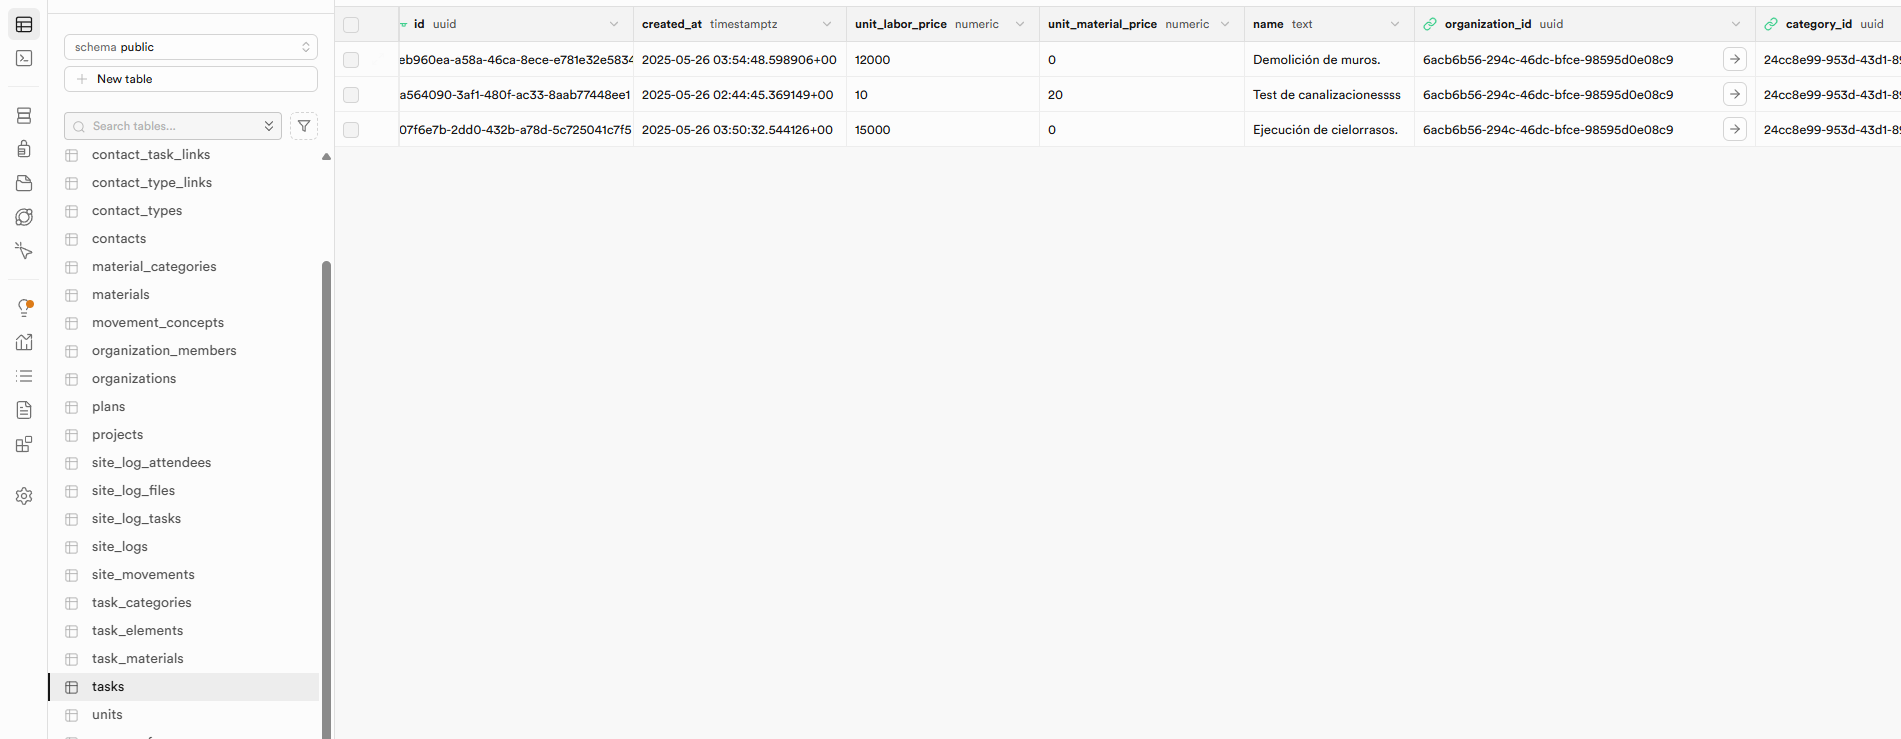 schema public
New table
Search tables...
contact_task_links
contact_type_links
contact_types
contacts
material_categories
materials
movement_concepts
organization_members
organizations
plans
projects
site_log_attendees
site_log_files
site_log_tasks
site_logs
site_movements
task_categories
task_elements
task_materials
tasks
units
id uuid created_at timestamptz unit_labor_price numeric unit_material_price numeric name text organization_id uuid category_id uuid
eb960ea-a58a-46ca-8ece-e781e32e5834 2025-05-26 03:54:48.598906+00 12000 0 Demolición de muros. 6acb6b56-294c-46dc-bfce-98595d0e08c9 24cc8e99-953d-43d1-8
a564090-3af1-480f-ac33-8aab77448ee1 2025-05-26 02:44:45.369149+00 10 20 Test de canalizacionessss 6acb6b56-294c-46dc-bfce-98595d0e08c9 24cc8e99-953d-43d1-8
07f6e7b-2dd0-432b-a78d-5c725041c7f5 2025-05-26 03:50:32.544126+00 15000 0 Ejecución de cielorrasos. 6acb6b56-294c-46dc-bfce-98595d0e08c9 24cc8e99-953d-43d1-8